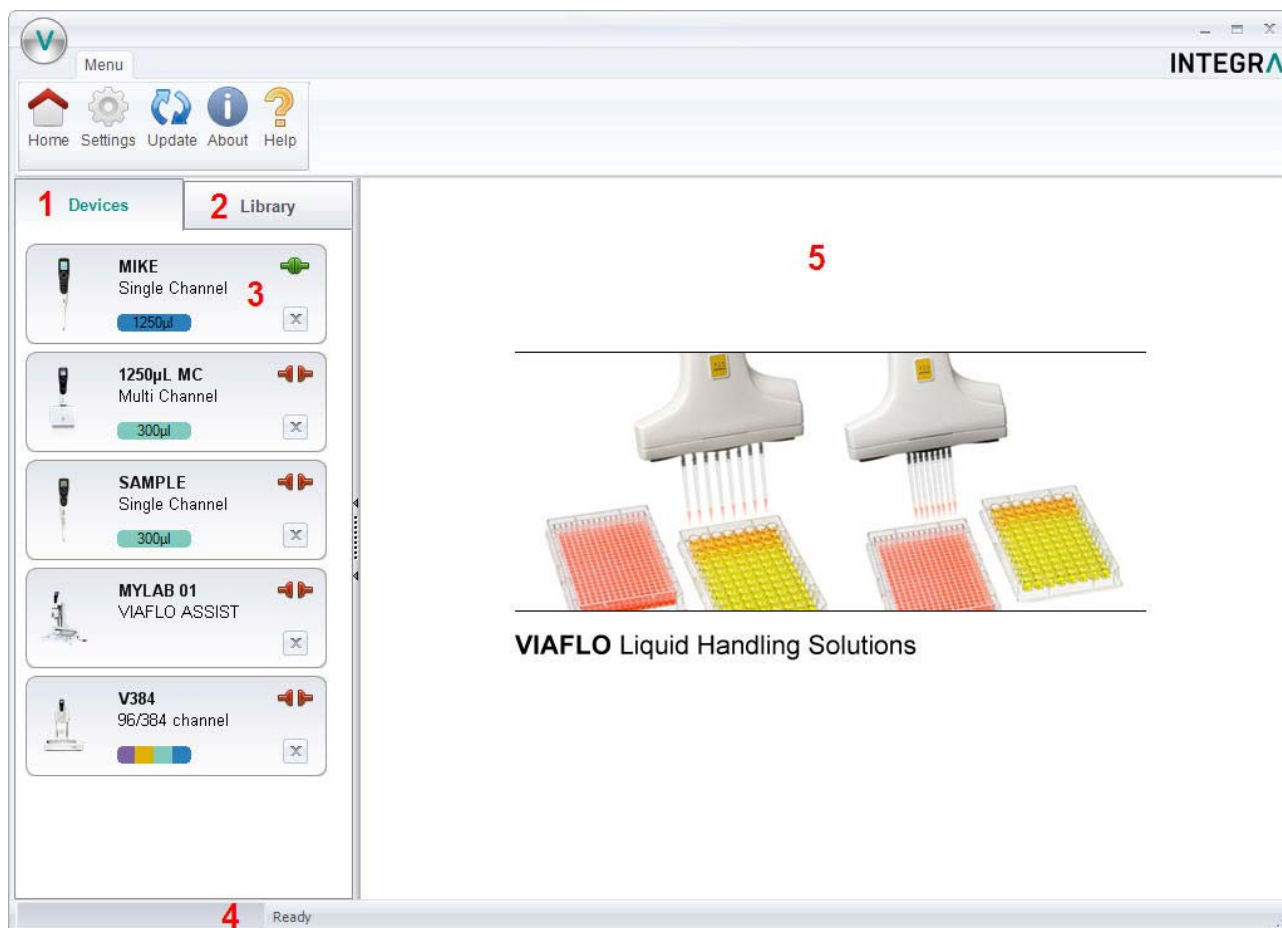 V
Menu
INTEGRA
Home Settings Update About Help
1 Devices
2 Library
MIKE
Single Channel
3
1250µl
1250µL MC
Multi Channel
300µl
SAMPLE
Single Channel
300µl
MYLAB 01
VIAFLO ASSIST
V384
96/384 channel
5
VIAFLO Liquid Handling Solutions
4 Ready